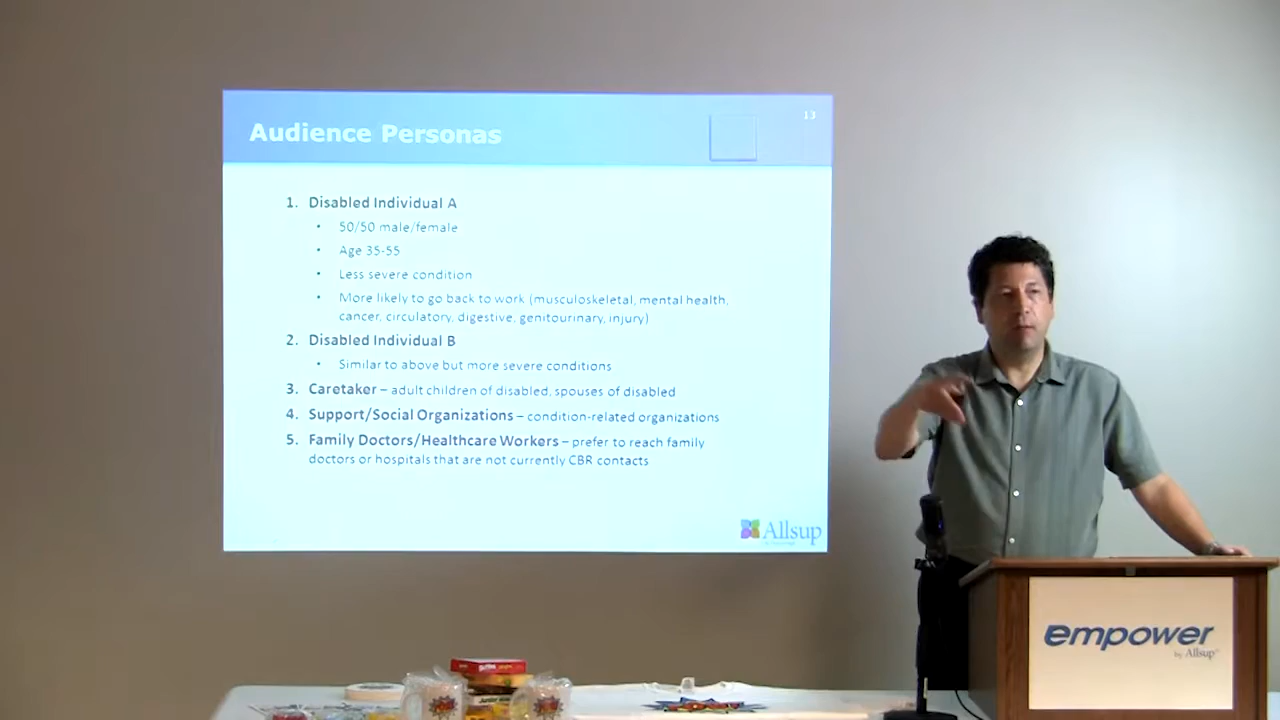 13
Audience Personas
1. Disabled Individual A
• 50/50 male/female
• Age 35-55
• Less severe condition
• More likely to go back to work (musculoskeletal, mental health,
cancer, circulatory, digestive, genitourinary, injury)
2. Disabled Individual B
• Similar to above but more severe conditions
3. Caretaker – adult children of disabled, spouses of disabled
4. Support/Social Organizations – condition-related organizations
5. Family Doctors/Healthcare Workers – prefer to reach family
doctors or hospitals that are not currently CBR contacts
Allsup
empower
by Allsup